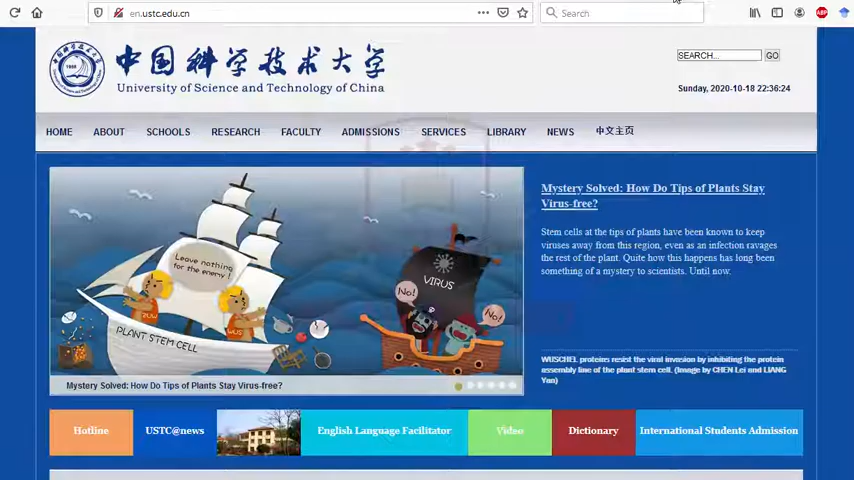 en.ustc.edu.cn
Search
中国科学技术大学
University of Science and Technology of China
SEARCH...
GO
Sunday, 2020-10-18 22:36:24
HOME
ABOUT
SCHOOLS
RESEARCH
FACULTY
ADMISSIONS
SERVICES
LIBRARY
NEWS
中文主页
Leave nothing
for the enemy!
VIRUS
No!
No!
WUS
PLANT STEM CELL
Mystery Solved: How Do Tips of Plants Stay Virus-free?
Mystery Solved: How Do Tips of Plants Stay
Virus-free?
Stem cells at the tips of plants have been known to keep
viruses away from this region, even as an infection ravages
the rest of the plant. Quite how this happens has long been
something of a mystery to scientists. Until now.
WUSCHEL proteins resist the viral invasion by inhibiting the protein
assembly line of the plant stem cell. (Image by CHEN Lei and LIANG
Yan)
Hotline
USTC@news
English Language Facilitator
Video
Dictionary
International Students Admission